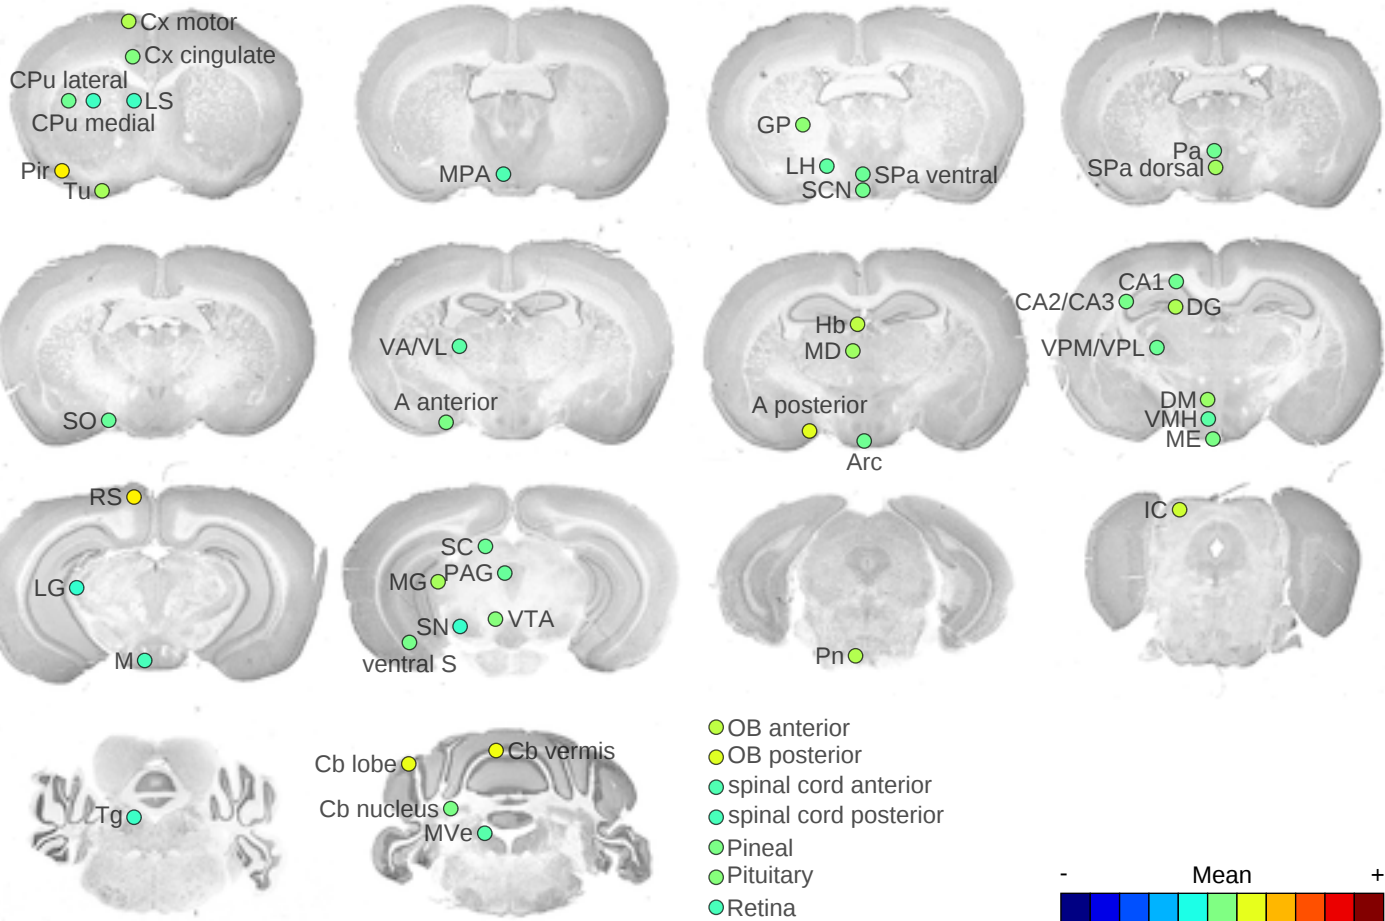 Cx motor
Cx cingulate
CPu lateral
LS
CPu medial
Pir
Tu
MPA
GP
LH
SPa ventral
SCN
Pa
SPa dorsal
SO
VA/VL
A anterior
Hb
MD
A posterior
Arc
CA1
CA2/CA3
DG
VPM/VPL
DM
VMH
ME
RS
LG
M
SC
PAG
MG
VTA
SN
ventral S
Pn
IC
Tg
Cb lobe
Cb vermis
Cb nucleus
MVe
OB anterior
OB posterior
spinal cord anterior
spinal cord posterior
Pineal
Pituitary
Retina
- Mean +